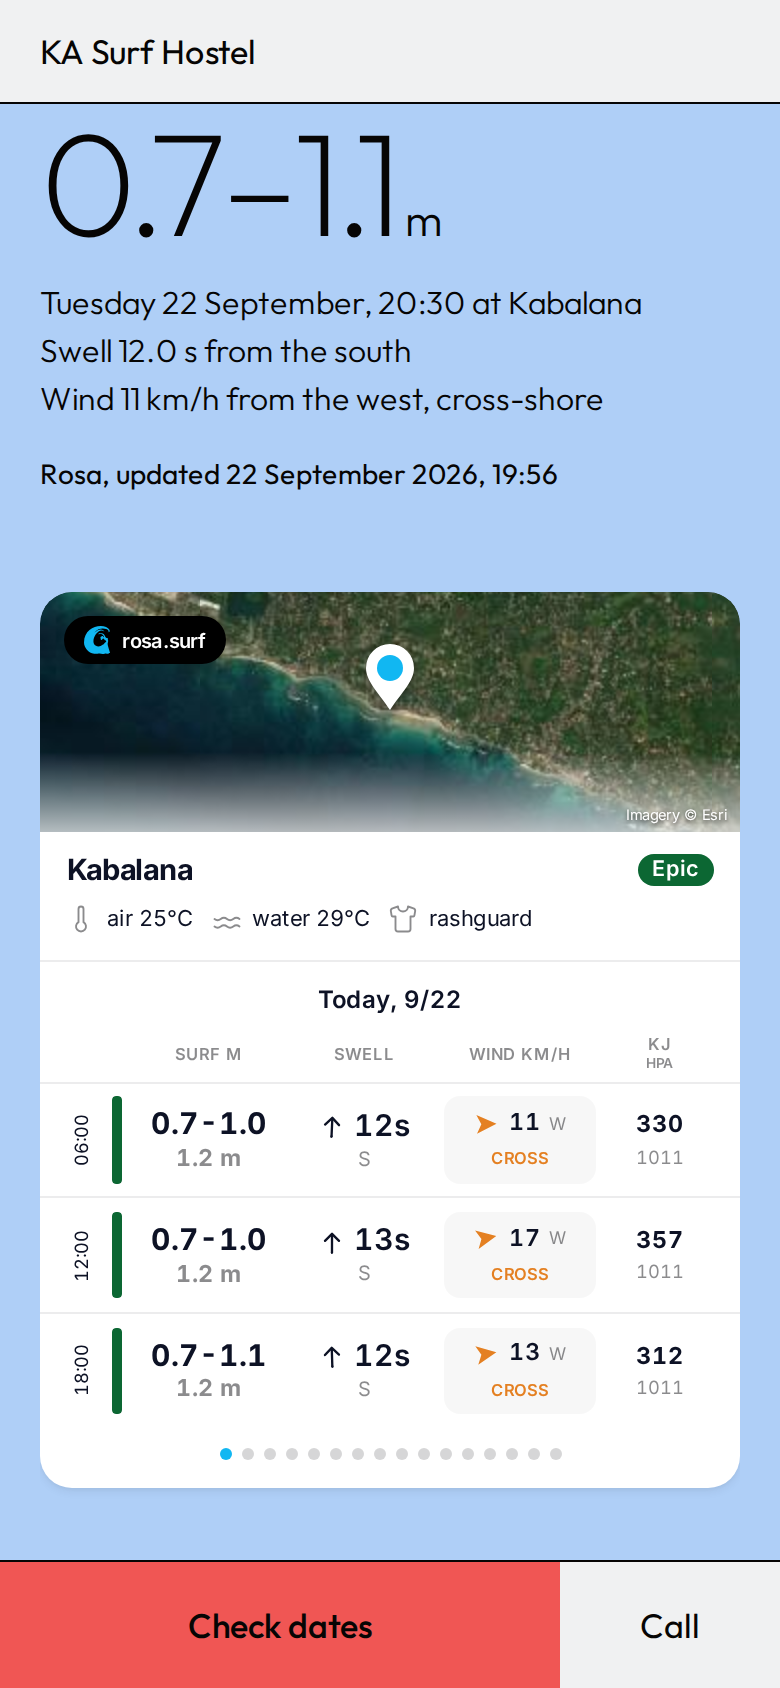 KA Surf Hostel
0.7–1.1 m
Tuesday 22 September, 20:30 at Kabalana
Swell 12.0 s from the south
Wind 11 km/h from the west, cross-shore
Rosa, updated 22 September 2026, 19:56
rosa.surf
Imagery © Esri
Kabalana
Epic
air 25°C water 29°C rashguard
Today, 9/22
SURF M SWELL WIND KM/H KJ
HPA
06:00 0.7-1.0 12s 11 W 330
1.2 m S CROSS 1011
12:00 0.7-1.0 13s 17 W 357
1.2 m S CROSS 1011
18:00 0.7-1.1 12s 13 W 312
1.2 m S CROSS 1011
Check dates Call